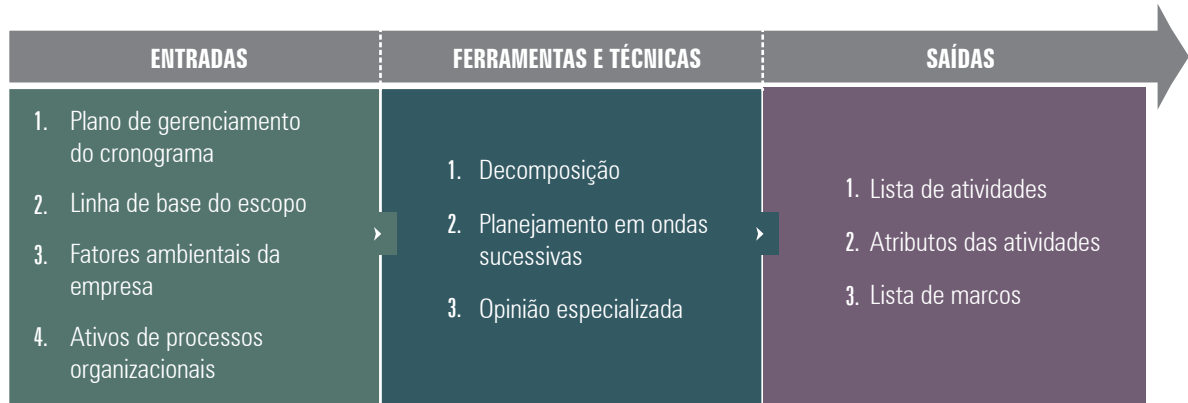 ENTRADAS
1. Plano de gerenciamento
do cronograma
2. Linha de base do escopo
3. Fatores ambientais da
empresa
4. Ativos de processos
organizacionais
FERRAMENTAS E TÉCNICAS
1. Decomposição
2. Planejamento em ondas
sucessivas
3. Opinião especializada
SAÍDAS
1. Lista de atividades
2. Atributos das atividades
3. Lista de marcos